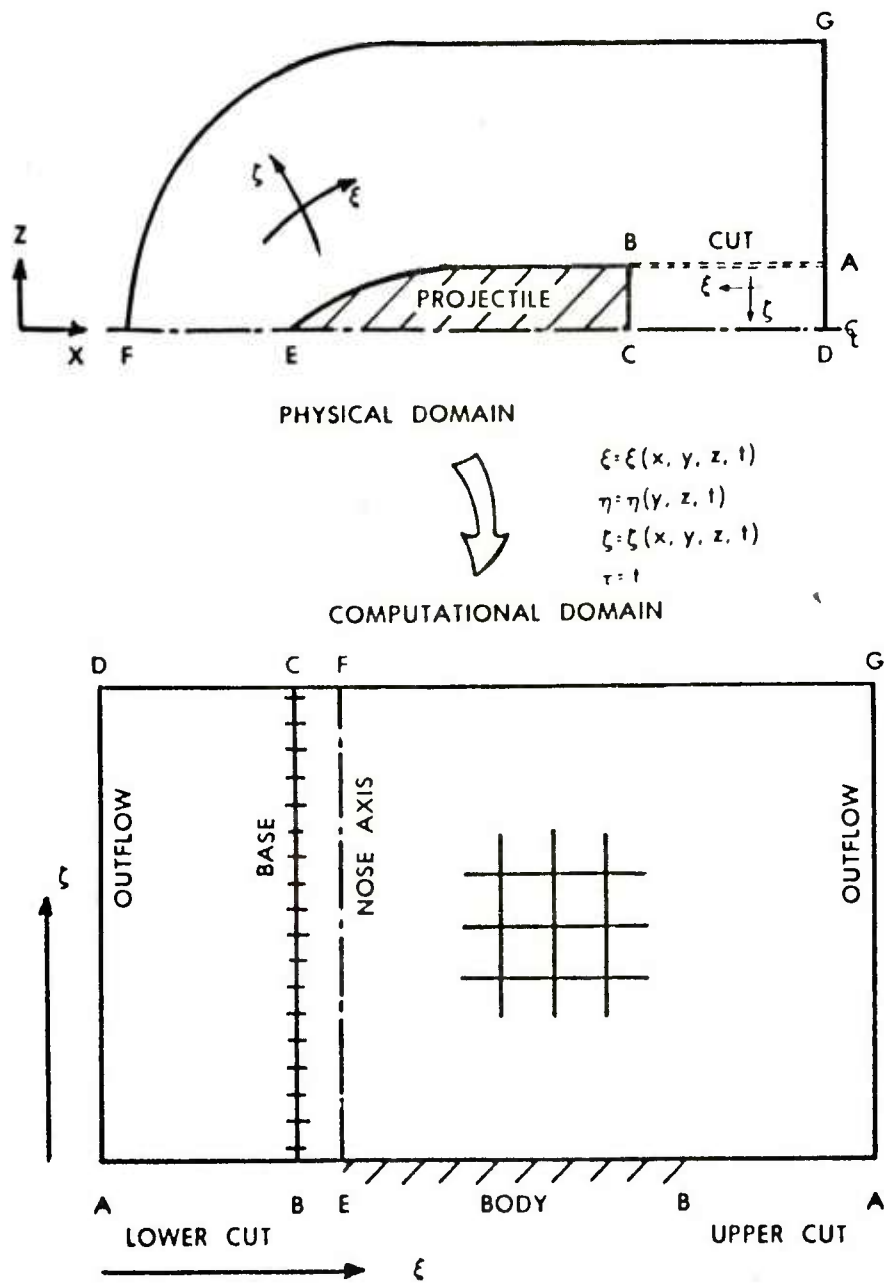 G
ζ
ξ
Z
B CUT
A
ξ
ζ
PROJECTILE
X F E C D ℄
PHYSICAL DOMAIN
ξ=ξ(x, y, z, t)
η=η(y, z, t)
ζ=ζ(x, y, z, t)
τ=t
COMPUTATIONAL DOMAIN
D C F G
OUTFLOW
BASE
NOSE AXIS
OUTFLOW
ζ
A B E BODY B A
LOWER CUT UPPER CUT
ξ